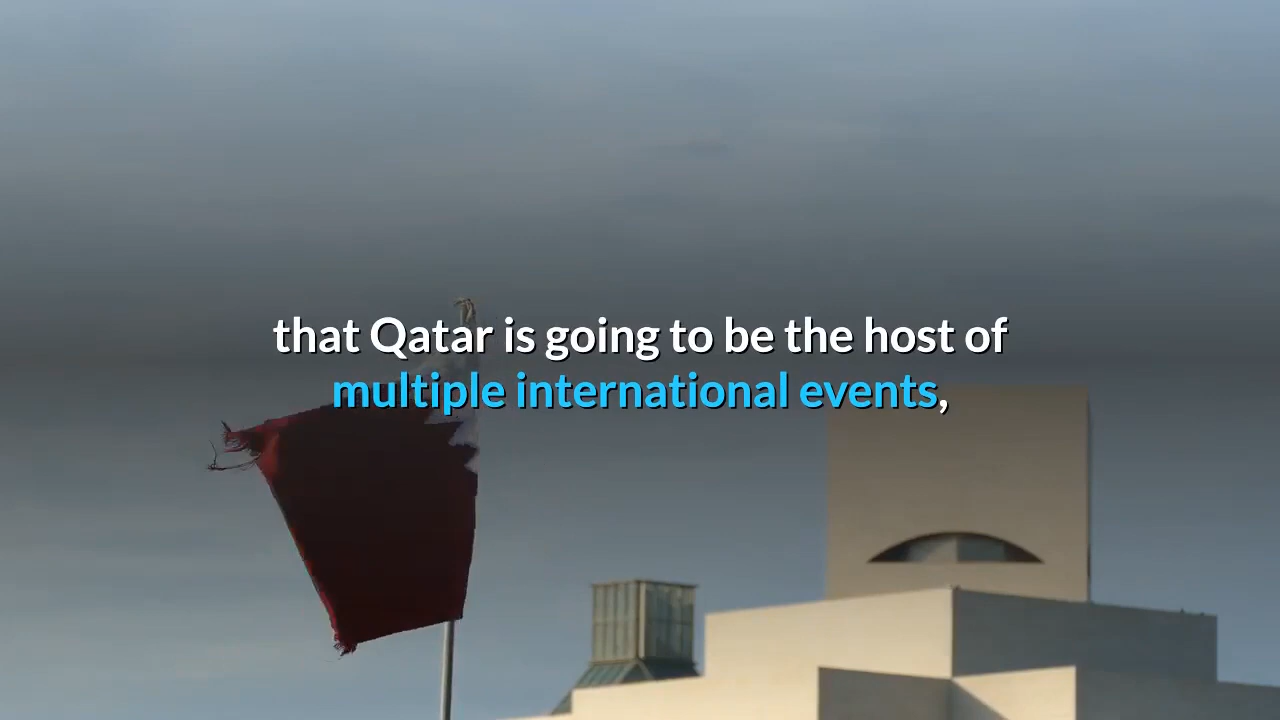 that Qatar is going to be the host of
multiple international events,